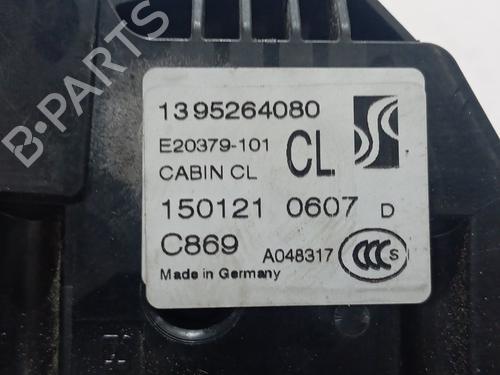 B-PARTS
1395264080
E20379-101 CL
CABIN CL
150121 0607 D
C869 A048317 CCC S
Made in Germany